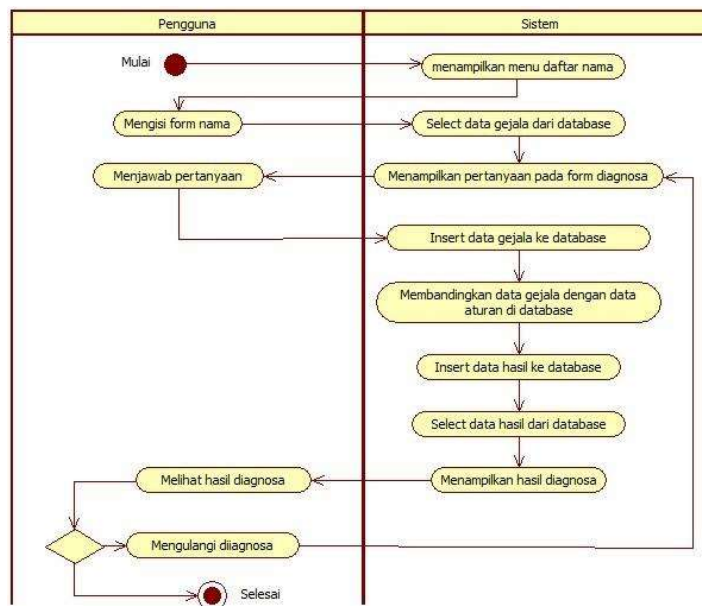 Pengguna
Sistem
Mulai
menampilkan menu daftar nama
Mengisi form nama
Select data gejala dari database
Menjawab pertanyaan
Menampilkan pertanyaan pada form diagnosa
Insert data gejala ke database
Membandingkan data gejala dengan data
aturan di database
Insert data hasil ke database
Select data hasil dari database
Melihat hasil diagnosa
Menampilkan hasil diagnosa
Mengulangi diiagnosa
Selesai